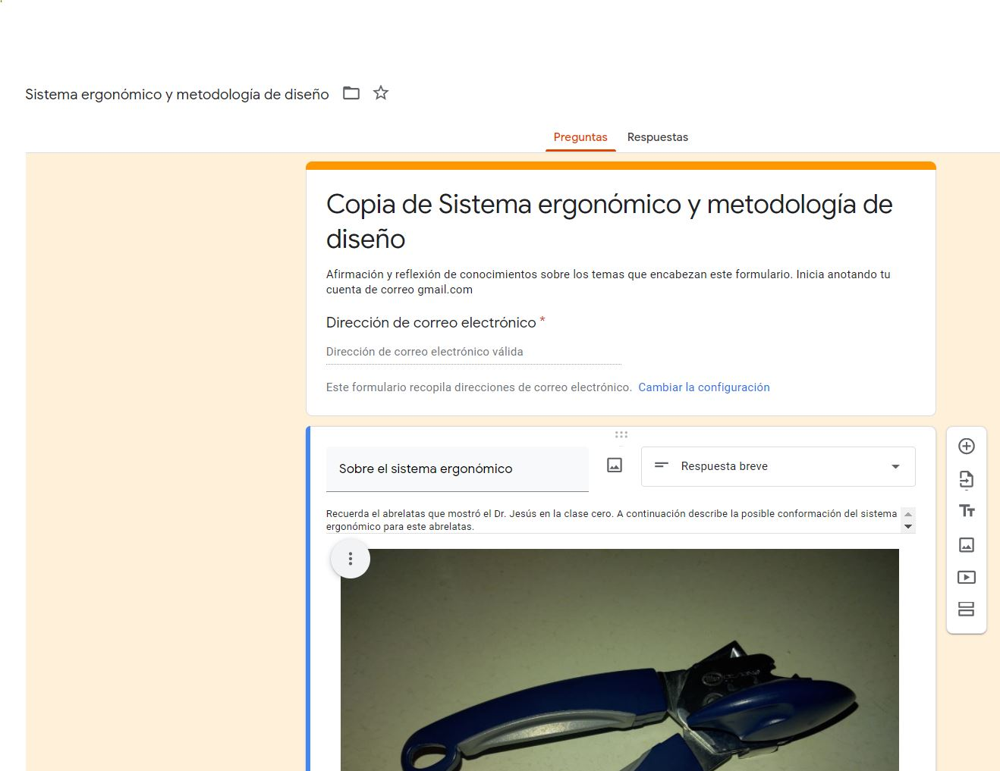 Sistema ergonómico y metodología de diseño
Preguntas Respuestas
Copia de Sistema ergonómico y metodología de
diseño
Afirmación y reflexión de conocimientos sobre los temas que encabezan este formulario. Inicia anotando tu
cuenta de correo gmail.com
Dirección de correo electrónico *
Dirección de correo electrónico válida
Este formulario recopila direcciones de correo electrónico. Cambiar la configuración
Sobre el sistema ergonómico
Respuesta breve
Recuerda el abrelatas que mostró el Dr. Jesús en la clase cero. A continuación describe la posible conformación del sistema
ergonómico para este abrelatas.